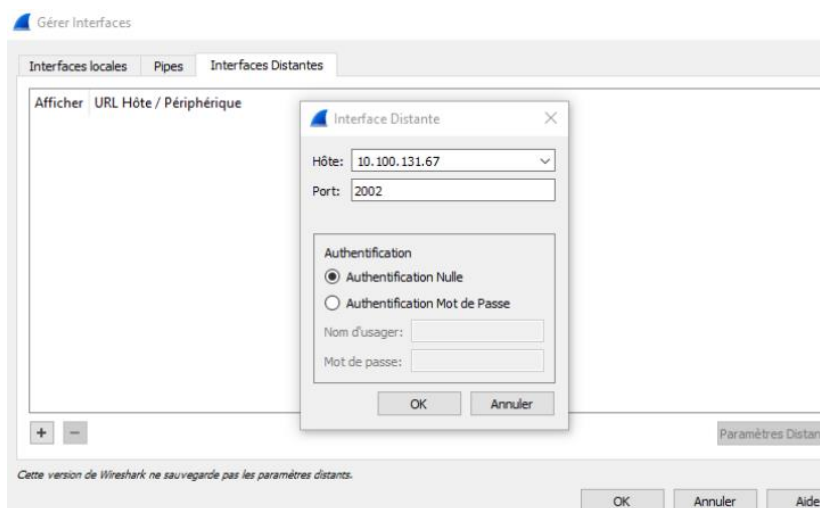 Gérer Interfaces
Interfaces locales Pipes Interfaces Distantes
Afficher URL Hôte / Périphérique
Interface Distante
Hôte: 10.100.131.67
Port: 2002
Authentification
Authentification Nulle
Authentification Mot de Passe
Nom d'usager:
Mot de passe:
OK Annuler
+ −
Paramètres Distan
Cette version de Wireshark ne sauvegarde pas les paramètres distants.
OK Annuler Aide